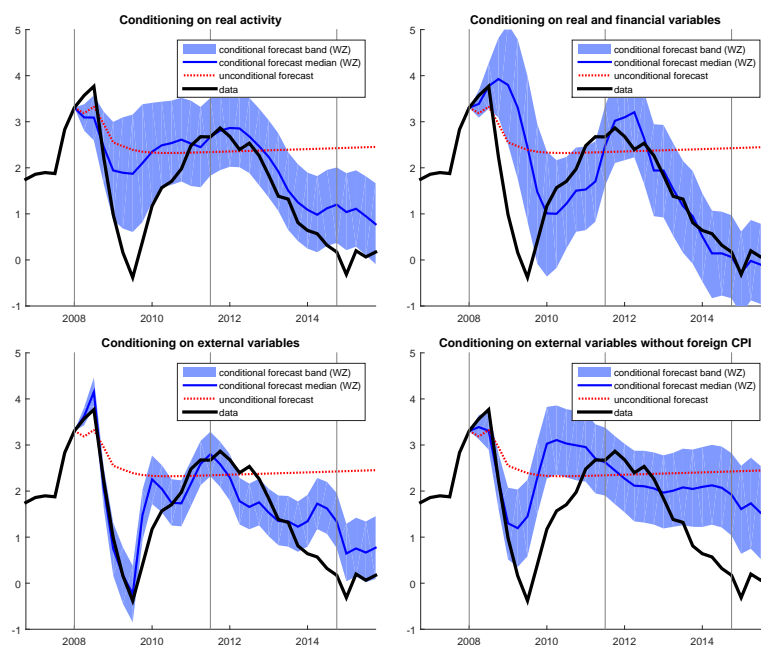 Conditioning on real activity
5
4
3
2
1
0
-1
2008
2010
2012
2014
conditional forecast band (WZ)
conditional forecast median (WZ)
unconditional forecast
data
Conditioning on real and financial variables
5
4
3
2
1
0
-1
2008
2010
2012
2014
conditional forecast band (WZ)
conditional forecast median (WZ)
unconditional forecast
data
Conditioning on external variables
5
4
3
2
1
0
-1
2008
2010
2012
2014
conditional forecast band (WZ)
conditional forecast median (WZ)
unconditional forecast
data
Conditioning on external variables without foreign CPI
5
4
3
2
1
0
-1
2008
2010
2012
2014
conditional forecast band (WZ)
conditional forecast median (WZ)
unconditional forecast
data